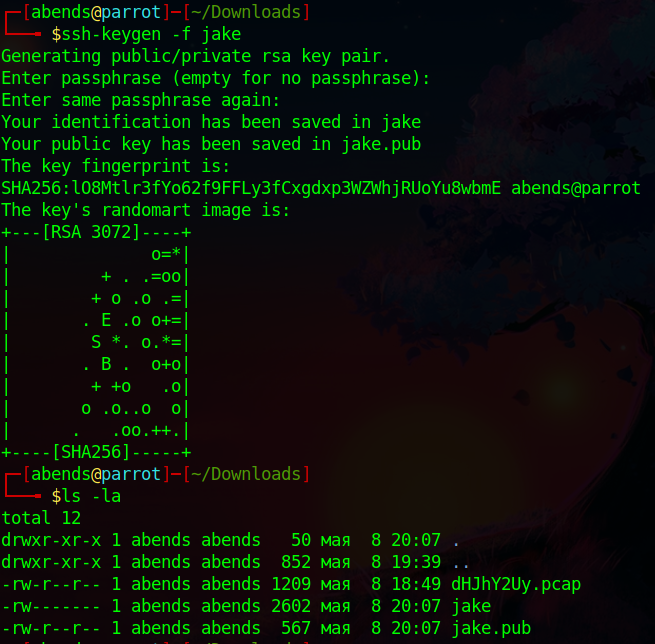 ┌─[abends@parrot]─[~/Downloads]
└──╼ $ssh-keygen -f jake
Generating public/private rsa key pair.
Enter passphrase (empty for no passphrase):
Enter same passphrase again:
Your identification has been saved in jake
Your public key has been saved in jake.pub
The key fingerprint is:
SHA256:lO8Mtlr3fYo62f9FFLy3fCxgdxp3WZWhjRUoYu8wbmE abends@parrot
The key's randomart image is:
+---[RSA 3072]----+
|              o=*|
|         + . .=oo|
|        + o .o .=|
|       . E .o o+=|
|        S *. o.*=|
|       . B .  o+o|
|        + +o   .o|
|       o .o..o  o|
|      .   .oo.++.|
+----[SHA256]-----+
┌─[abends@parrot]─[~/Downloads]
└──╼ $ls -la
total 12
drwxr-xr-x 1 abends abends   50 мая  8 20:07 .
drwxr-xr-x 1 abends abends  852 мая  8 19:39 ..
-rw-r--r-- 1 abends abends 1209 мая  8 18:49 dHJhY2Uy.pcap
-rw------- 1 abends abends 2602 мая  8 20:07 jake
-rw-r--r-- 1 abends abends  567 мая  8 20:07 jake.pub